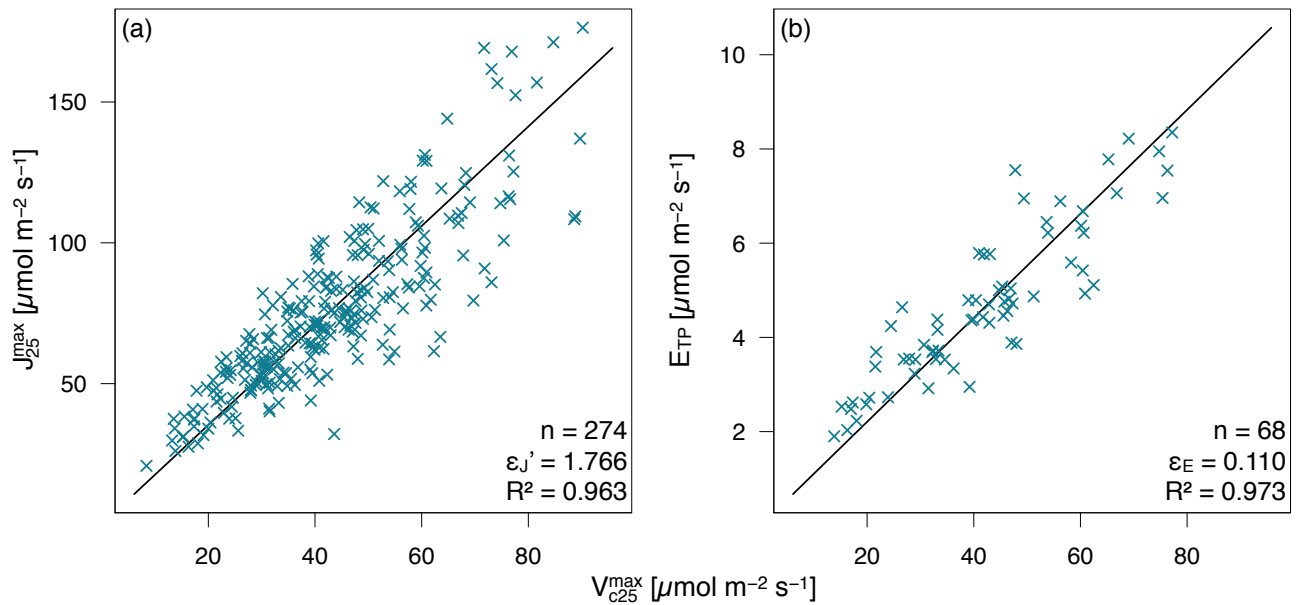 (a)
150
100
50
J₂₅ᵐᵃˣ [µmol m⁻² s⁻¹]
n = 274
εJ’ = 1.766
R² = 0.963
20 40 60 80
(b)
10
8
6
4
2
ETP [µmol m⁻² s⁻¹]
n = 68
εE = 0.110
R² = 0.973
20 40 60 80
Vc25ᵐᵃˣ [µmol m⁻² s⁻¹]